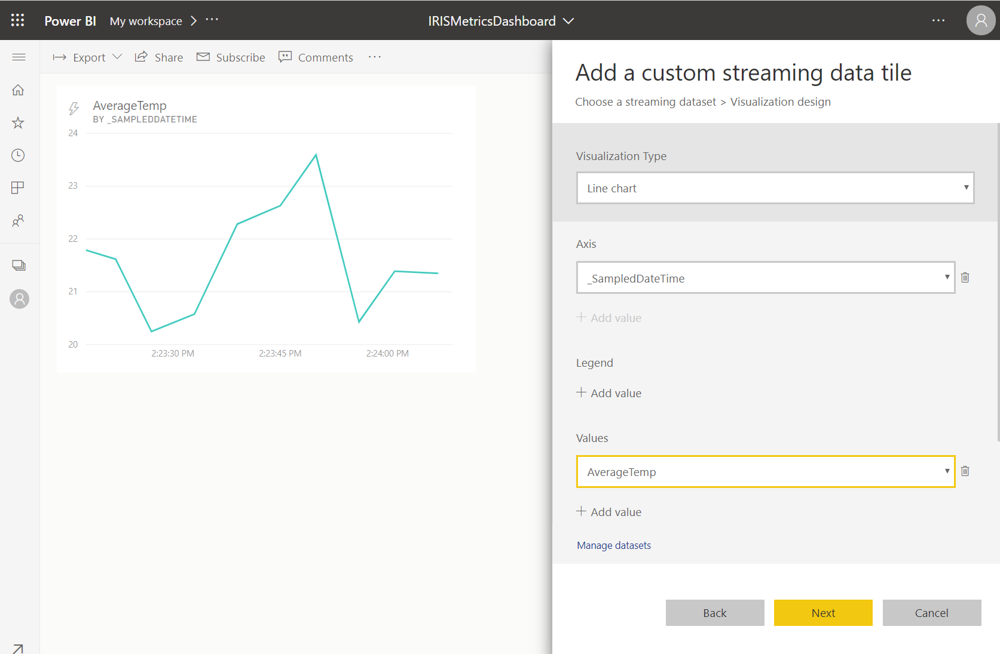 Power BI My workspace > ... IRISMetricsDashboard ...
Export Share Subscribe Comments ...
AverageTemp
BY _SAMPLEDDATETIME
24
23
22
21
20
2:23:30 PM 2:23:45 PM 2:24:00 PM
Add a custom streaming data tile
Choose a streaming dataset > Visualization design
Visualization Type
Line chart
Axis
_SampledDateTime
+ Add value
Legend
+ Add value
Values
AverageTemp
+ Add value
Manage datasets
Back Next Cancel